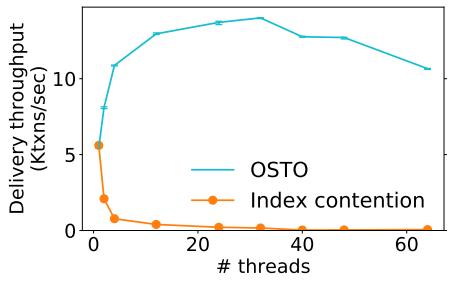 Delivery throughput
(Ktxns/sec)
10
5
0
OSTO
Index contention
0 20 40 60
# threads